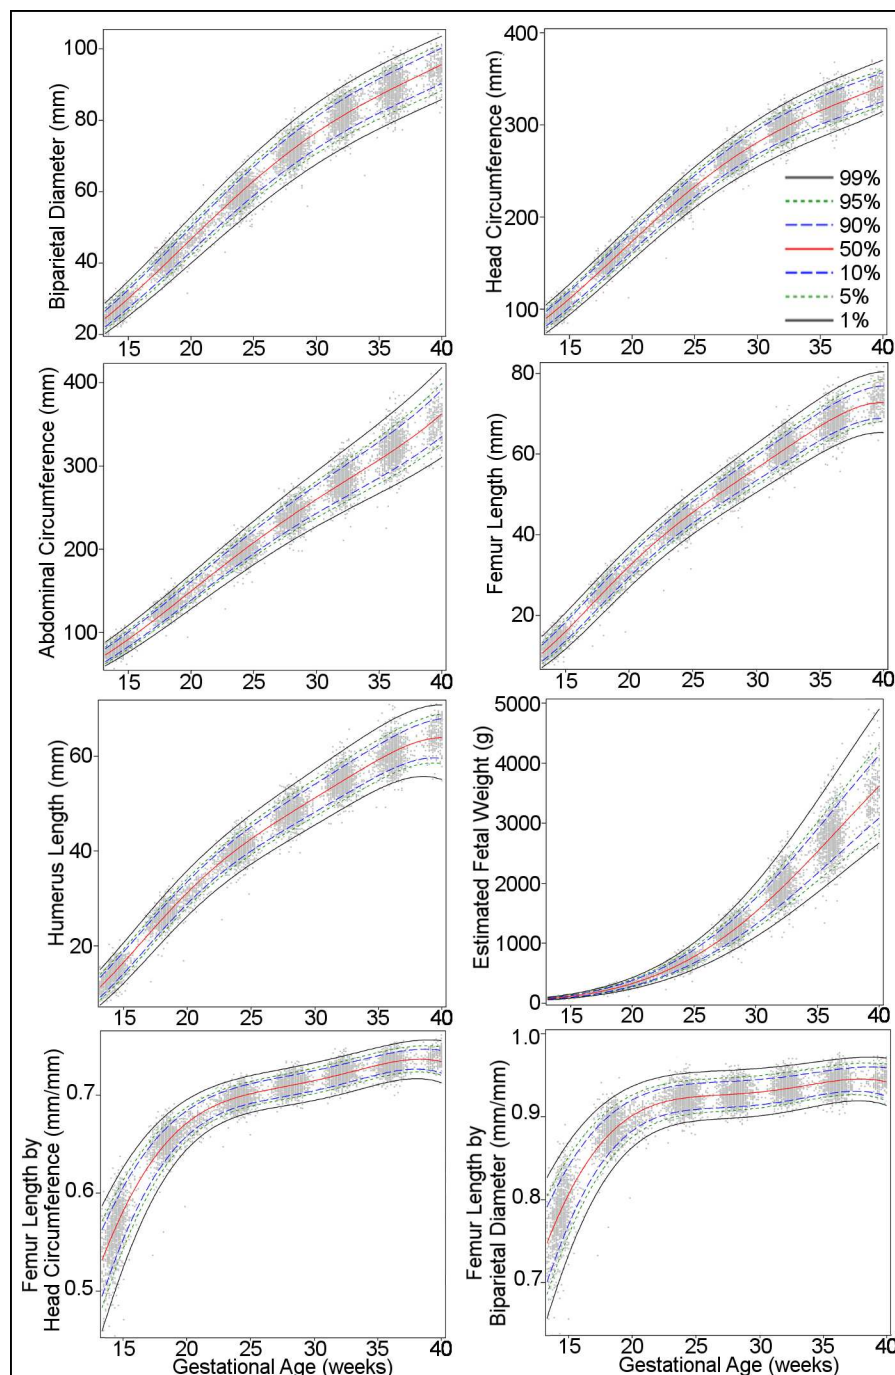 Biparietal Diameter (mm)
100
80
60
40
20
15 20 25 30 35 40
Head Circumference (mm)
400
300
200
100
99%
95%
90%
50%
10%
5%
1%
15 20 25 30 35 40
Abdominal Circumference (mm)
400
300
200
100
15 20 25 30 35 40
Femur Length (mm)
80
60
40
20
15 20 25 30 35 40
Humerus Length (mm)
60
40
20
15 20 25 30 35 40
Estimated Fetal Weight (g)
5000
4000
3000
2000
1000
0
15 20 25 30 35 40
Femur Length by
Head Circumference (mm/mm)
0.7
0.6
0.5
15 20 25 30 35 40
Gestational Age (weeks)
Femur Length by
Biparietal Diameter (mm/mm)
1.0
0.9
0.8
0.7
15 20 25 30 35 40
Gestational Age (weeks)